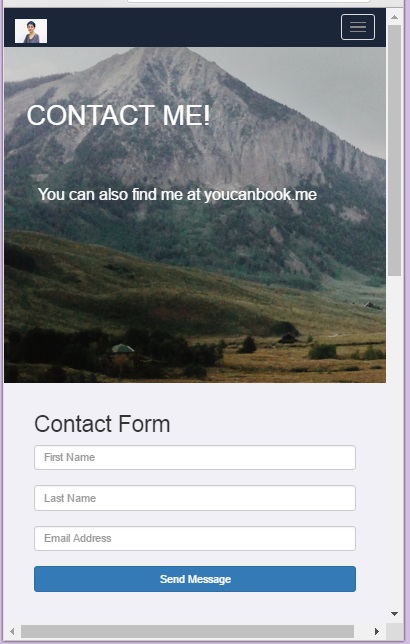 CONTACT ME!
You can also find me at youcanbook.me
Contact Form
First Name
Last Name
Email Address
Send Message